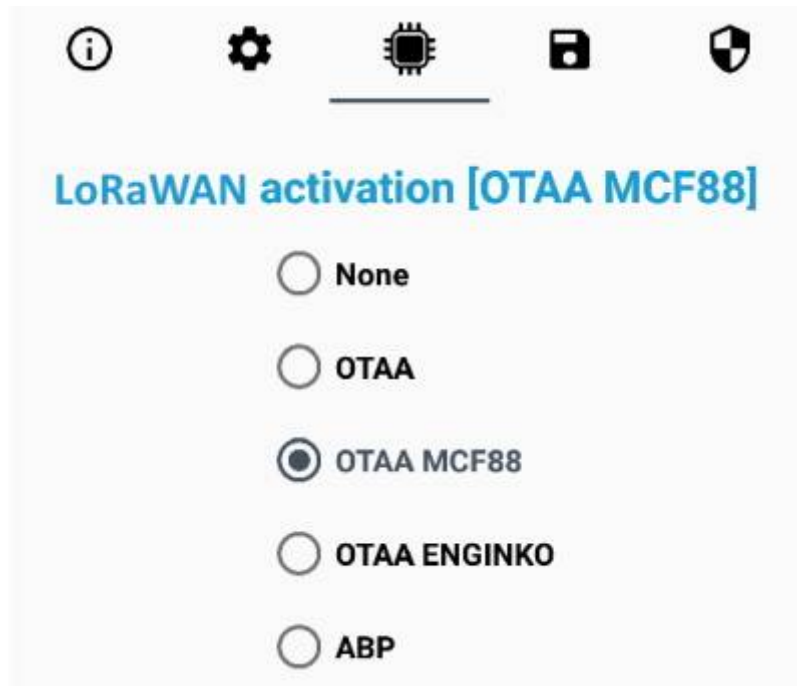 LoRaWAN activation [OTAA MCF88]
None
OTAA
OTAA MCF88
OTAA ENGINKO
ABP